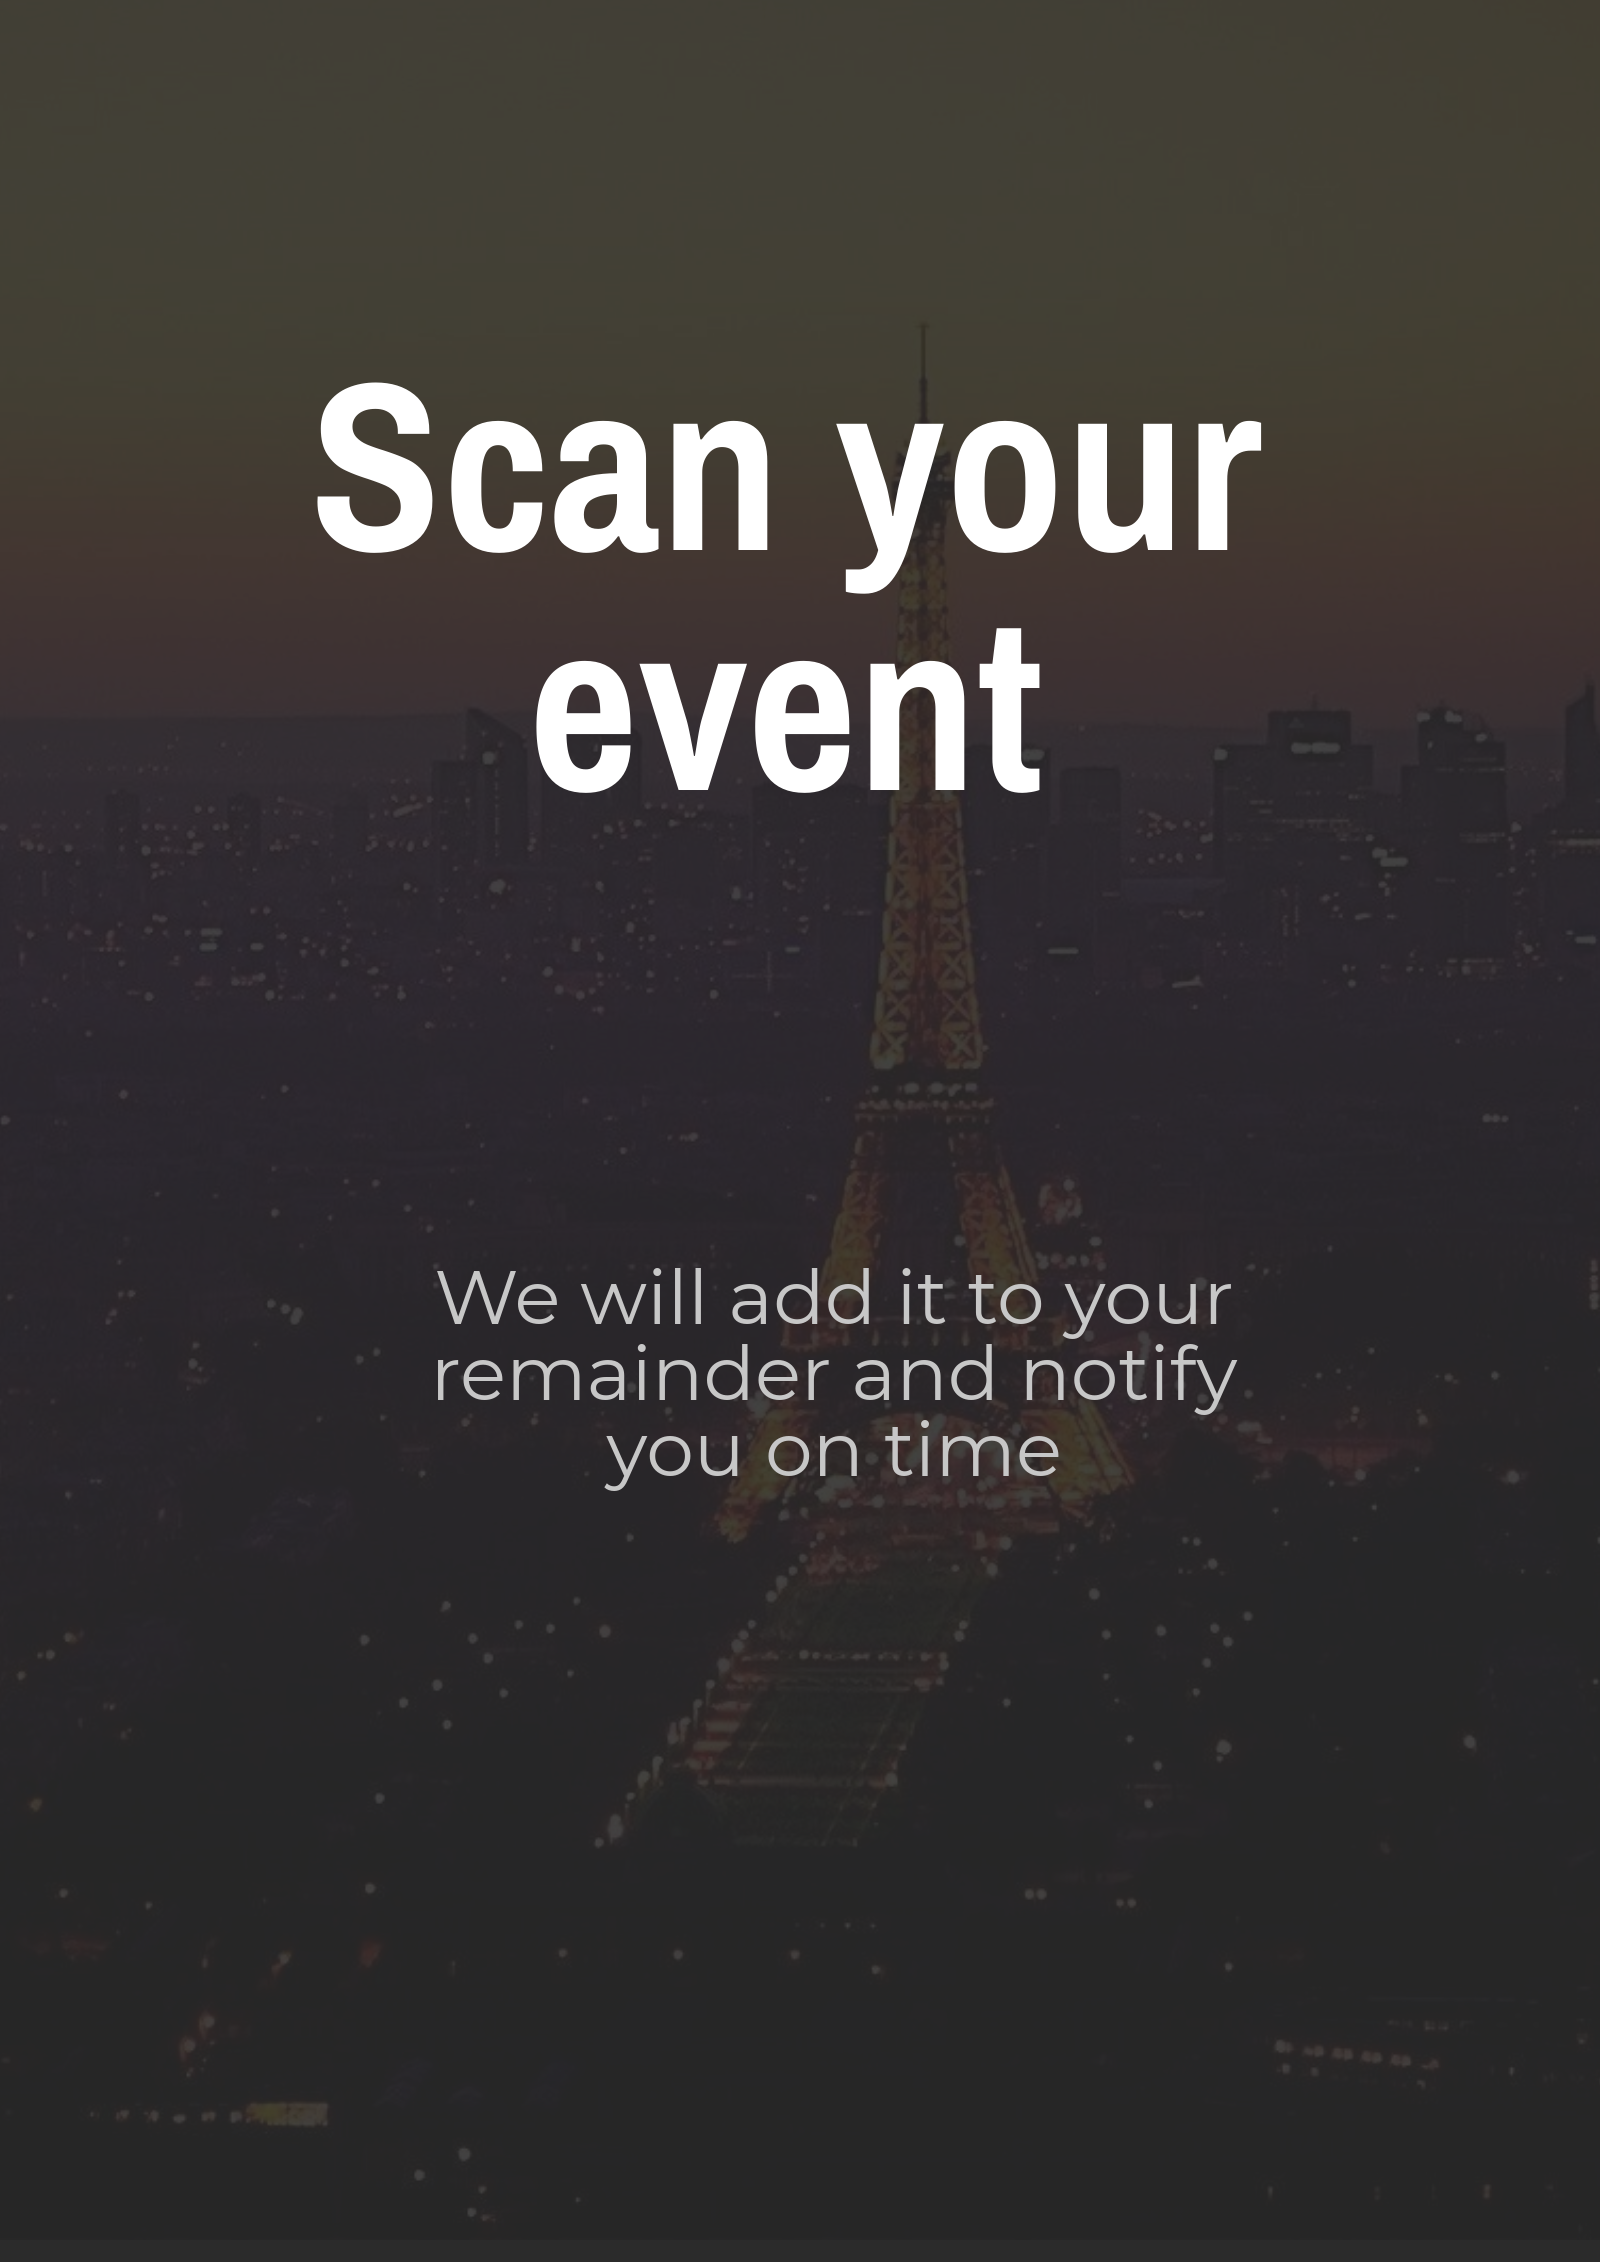 Scan your
event
We will add it to your
remainder and notify
you on time